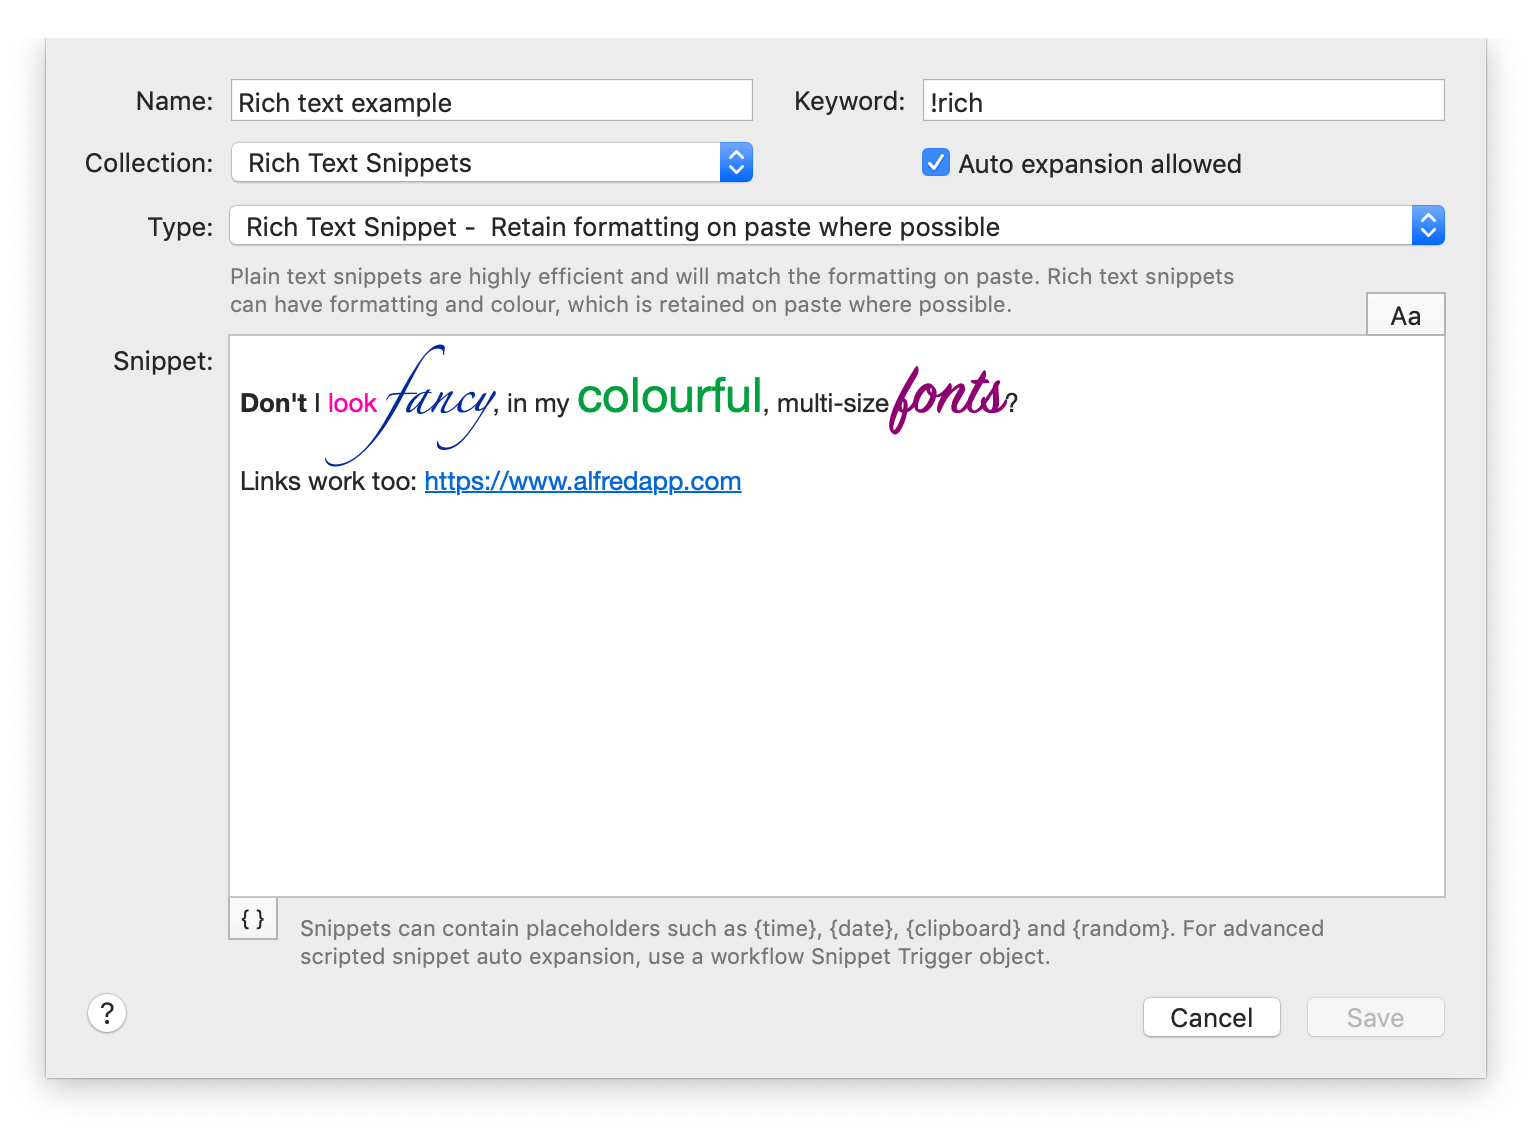 Name: Rich text example Keyword: !rich
Collection: Rich Text Snippets Auto expansion allowed
Type: Rich Text Snippet - Retain formatting on paste where possible
Plain text snippets are highly efficient and will match the formatting on paste. Rich text snippets
can have formatting and colour, which is retained on paste where possible.
Aa
Snippet:
Don't I look fancy, in my colourful, multi-size fonts?
Links work too: https://www.alfredapp.com
{ } Snippets can contain placeholders such as {time}, {date}, {clipboard} and {random}. For advanced
scripted snippet auto expansion, use a workflow Snippet Trigger object.
? Cancel Save